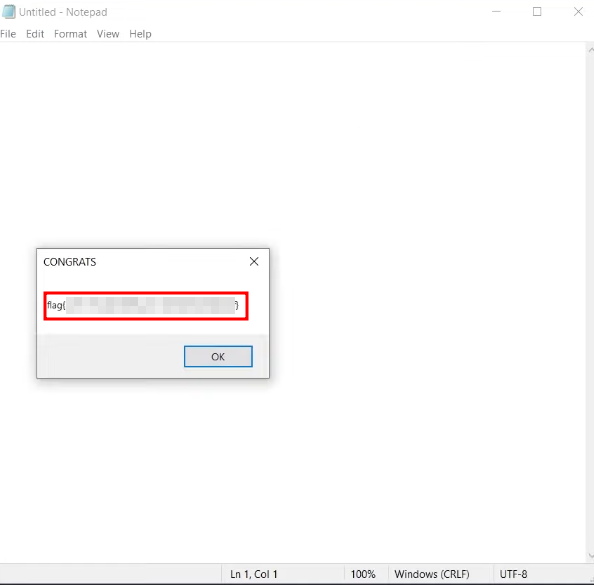 Untitled - Notepad
File Edit Format View Help
CONGRATS
flag{ }
OK
Ln 1, Col 1 100% Windows (CRLF) UTF-8